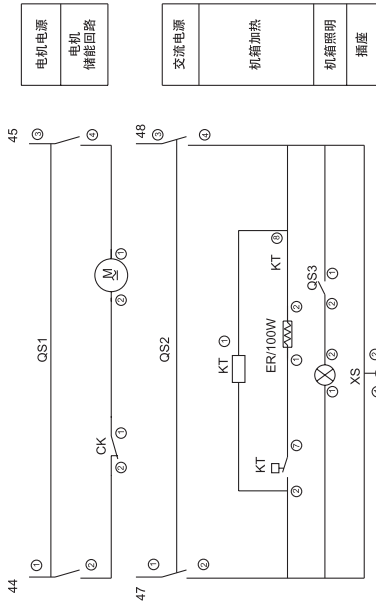 44 45
① ③ 电机电源
QS1
② ④ 电机
储能回路
CK M
② ① ② ①
47 48
① ③
QS2 交流电源
② ④
KT ①
机箱加热
KT ER/100W KT ⑧
② ⑦ ① ②
QS3 机箱照明
① ② ② ①
XS 插座